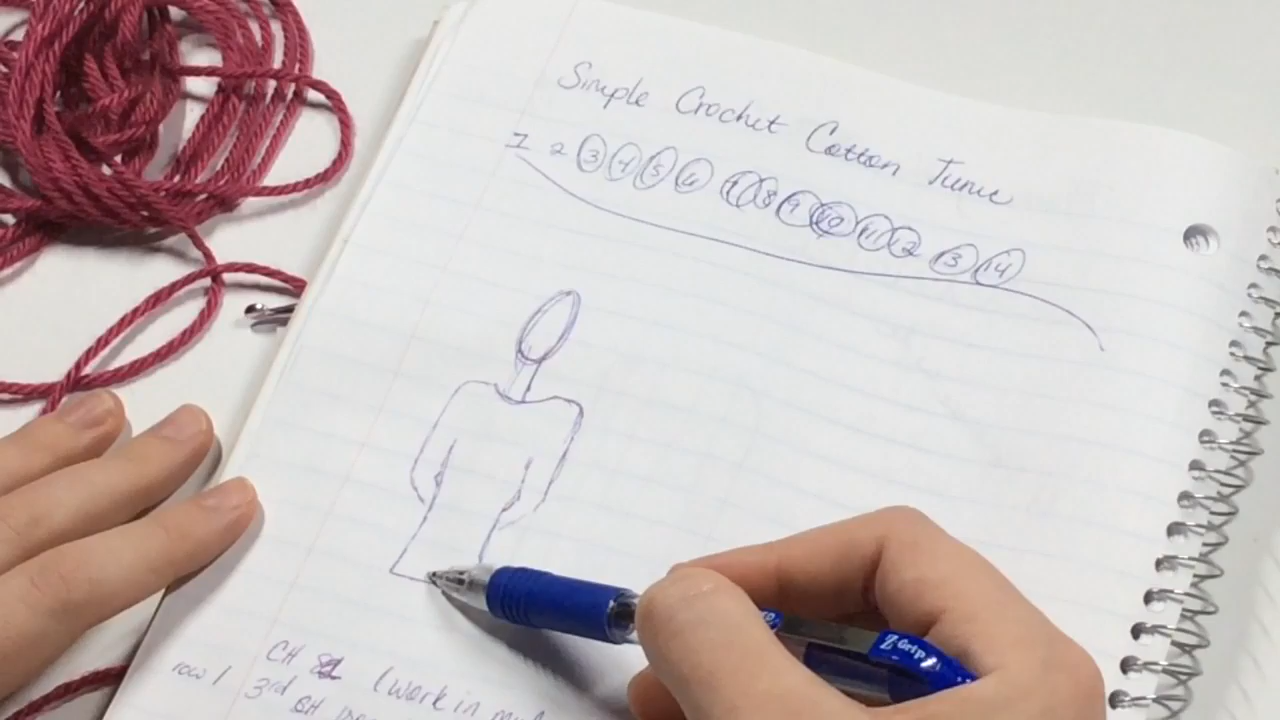 Simple Crochet Cotton Tunic
1 2 3 4 5 6 7 8 9 10 11 12 13 14
CH (work in
row 1 3rd
CH
Z-Grip